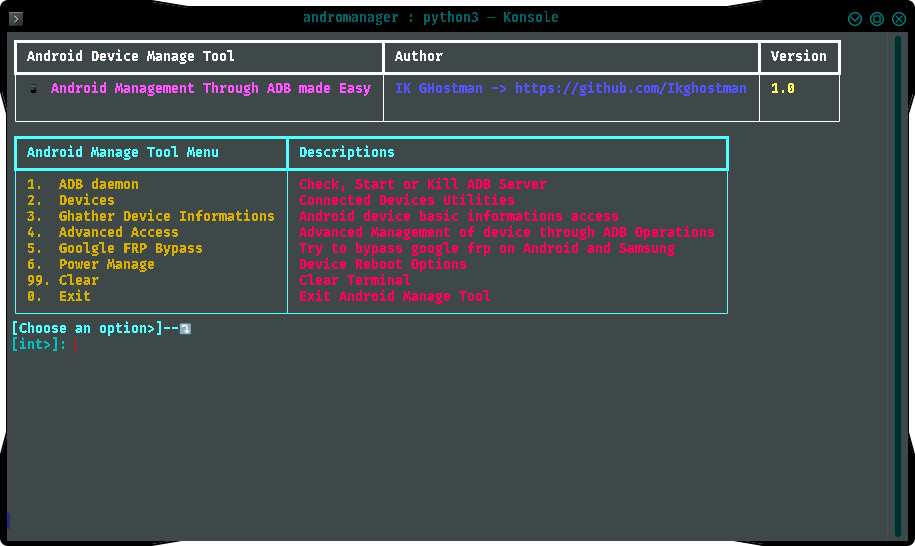 andromanager : python3 — Konsole
Android Device Manage Tool Author Version
Android Management Through ADB made Easy IK GHostman -> https://github.com/Ikghostman 1.0
Android Manage Tool Menu Descriptions
1. ADB daemon Check, Start or Kill ADB Server
2. Devices Connected Devices Utilities
3. Ghather Device Informations Android device basic informations access
4. Advanced Access Advanced Management of device through ADB Operations
5. Goolgle FRP Bypass Try to bypass google frp on Android and Samsung
6. Power Manage Device Reboot Options
99. Clear Clear Terminal
0. Exit Exit Android Manage Tool
[Choose an option>]--⤵
[int>]: